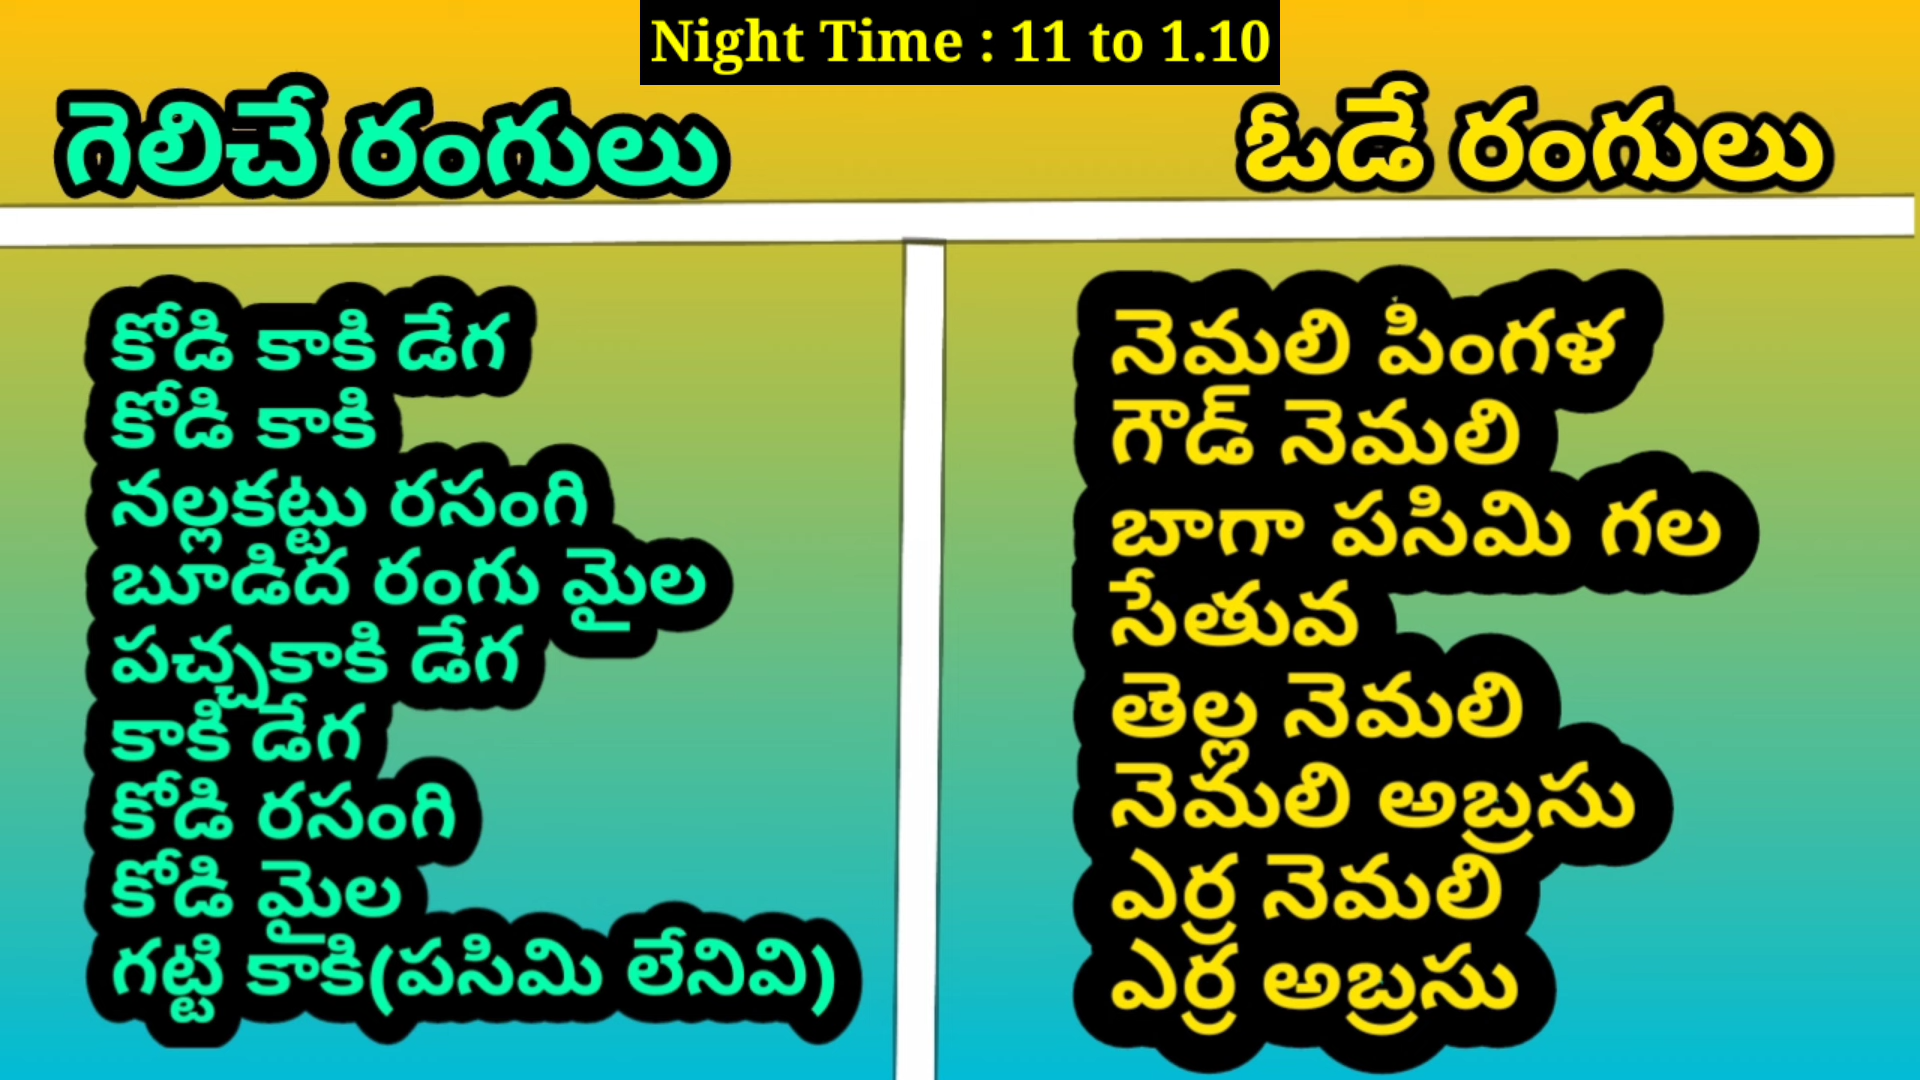 Night Time : 11 to 1.10
గెలిచే రంగులు
ఓడే రంగులు
కోడి కాకి డేగ
కోడి కాకి
నల్లకట్టు రసంగి
బూడిద రంగు మైల
పచ్చకాకి డేగ
కాకి డేగ
కోడి రసంగి
కోడి మైల
గట్టి కాకి(పసిమి లేనివి)
నెమలి పింగళ
గౌడ్ నెమలి
బాగా పసిమి గల
సేతువ
తెల్ల నెమలి
నెమలి అబ్రసు
ఎర్ర నెమలి
ఎర్ర అబ్రసు